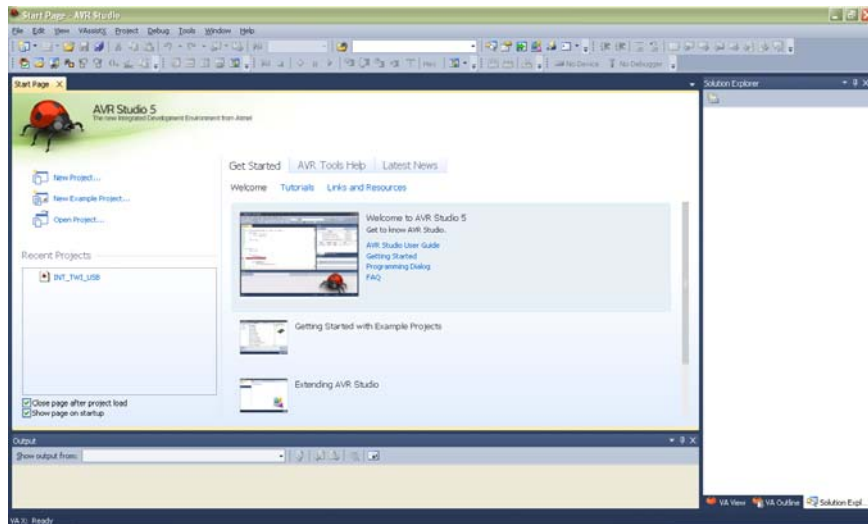 Start Page - AVR Studio
File Edit View VAssistX Project Debug Tools Window Help
Hex No Device No Debugger
Start Page X
Solution Explorer
AVR Studio 5
The new Integrated Development Environment from Atmel
New Project...
New Example Project...
Open Project...
Recent Projects
INT_TWI_USB
Close page after project load
Show page on startup
Get Started AVR Tools Help Latest News
Welcome Tutorials Links and Resources
Welcome to AVR Studio 5
Get to know AVR Studio.
AVR Studio User Guide
Getting Started
Programming Dialog
FAQ
Getting Started with Example Projects
Extending AVR Studio
Output
Show output from:
VA View VA Outline Solution Expl
Ready